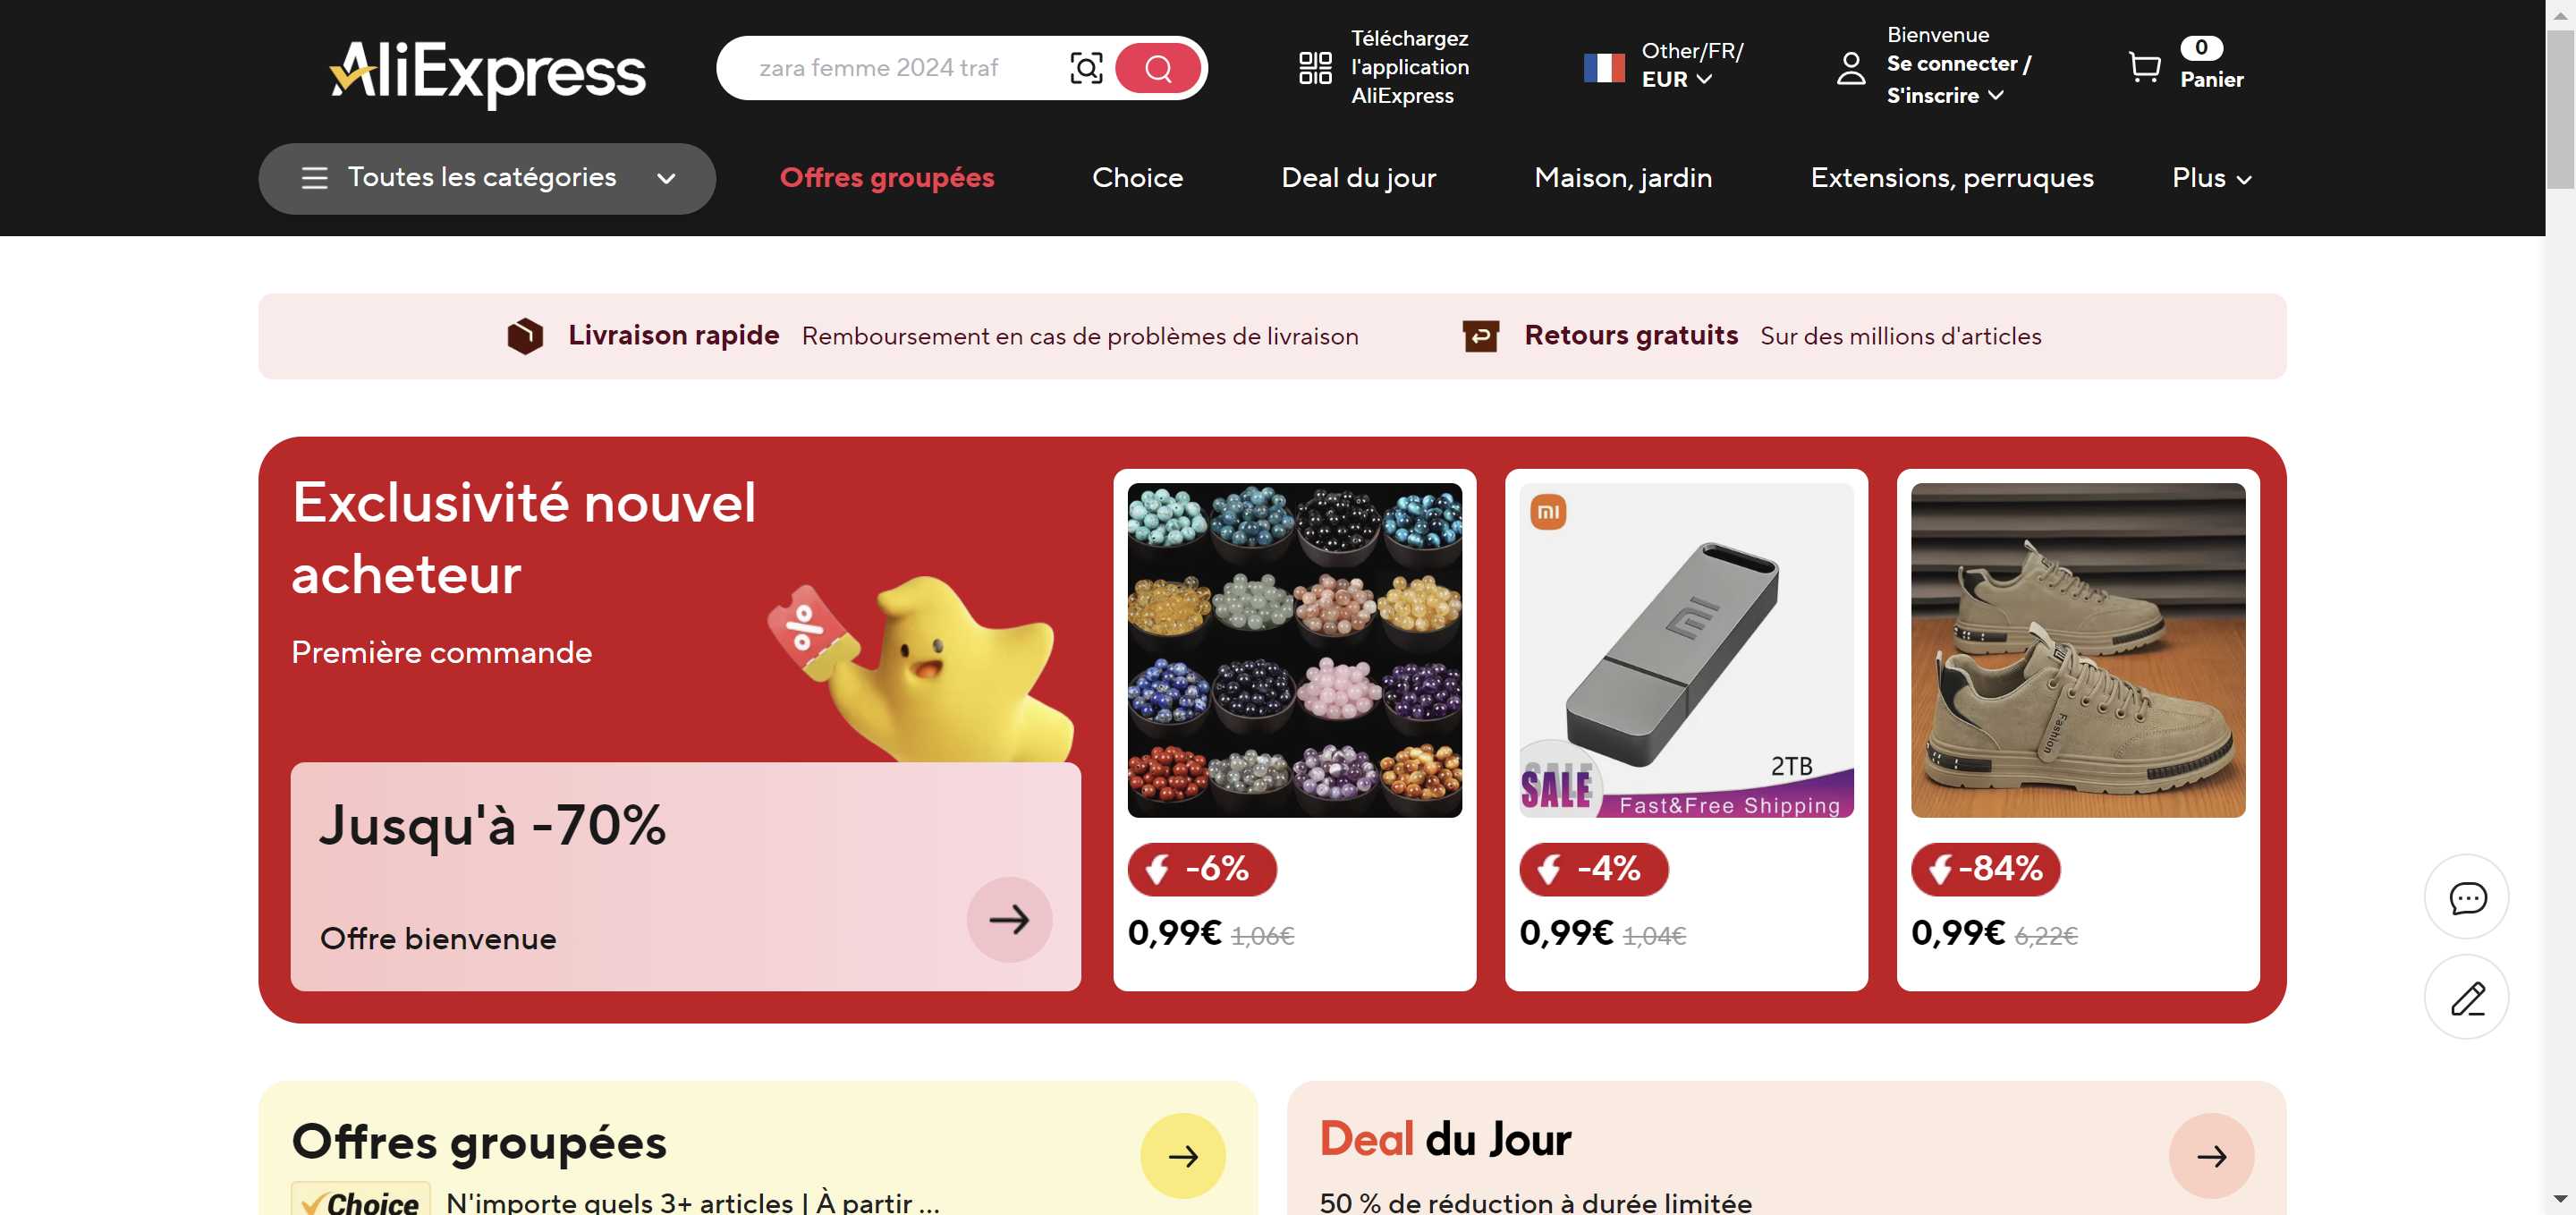 AliExpress
zara femme 2024 traf
Téléchargez
l'application
AliExpress
Other/FR/
EUR
Bienvenue
Se connecter /
S'inscrire
0
Panier
Toutes les catégories
Offres groupées
Choice
Deal du jour
Maison, jardin
Extensions, perruques
Plus
Livraison rapide Remboursement en cas de problèmes de livraison
Retours gratuits Sur des millions d'articles
Exclusivité nouvel
acheteur
Première commande
%
Jusqu'à -70%
Offre bienvenue
-6%
0,99€ 1,06€
mi
mi
2TB
SALE
Fast&Free Shipping
-4%
0,99€ 1,04€
Fashion
-84%
0,99€ 6,22€
Offres groupées
Choice N'importe quels 3+ articles | À partir ...
Deal du Jour
50 % de réduction à durée limitée